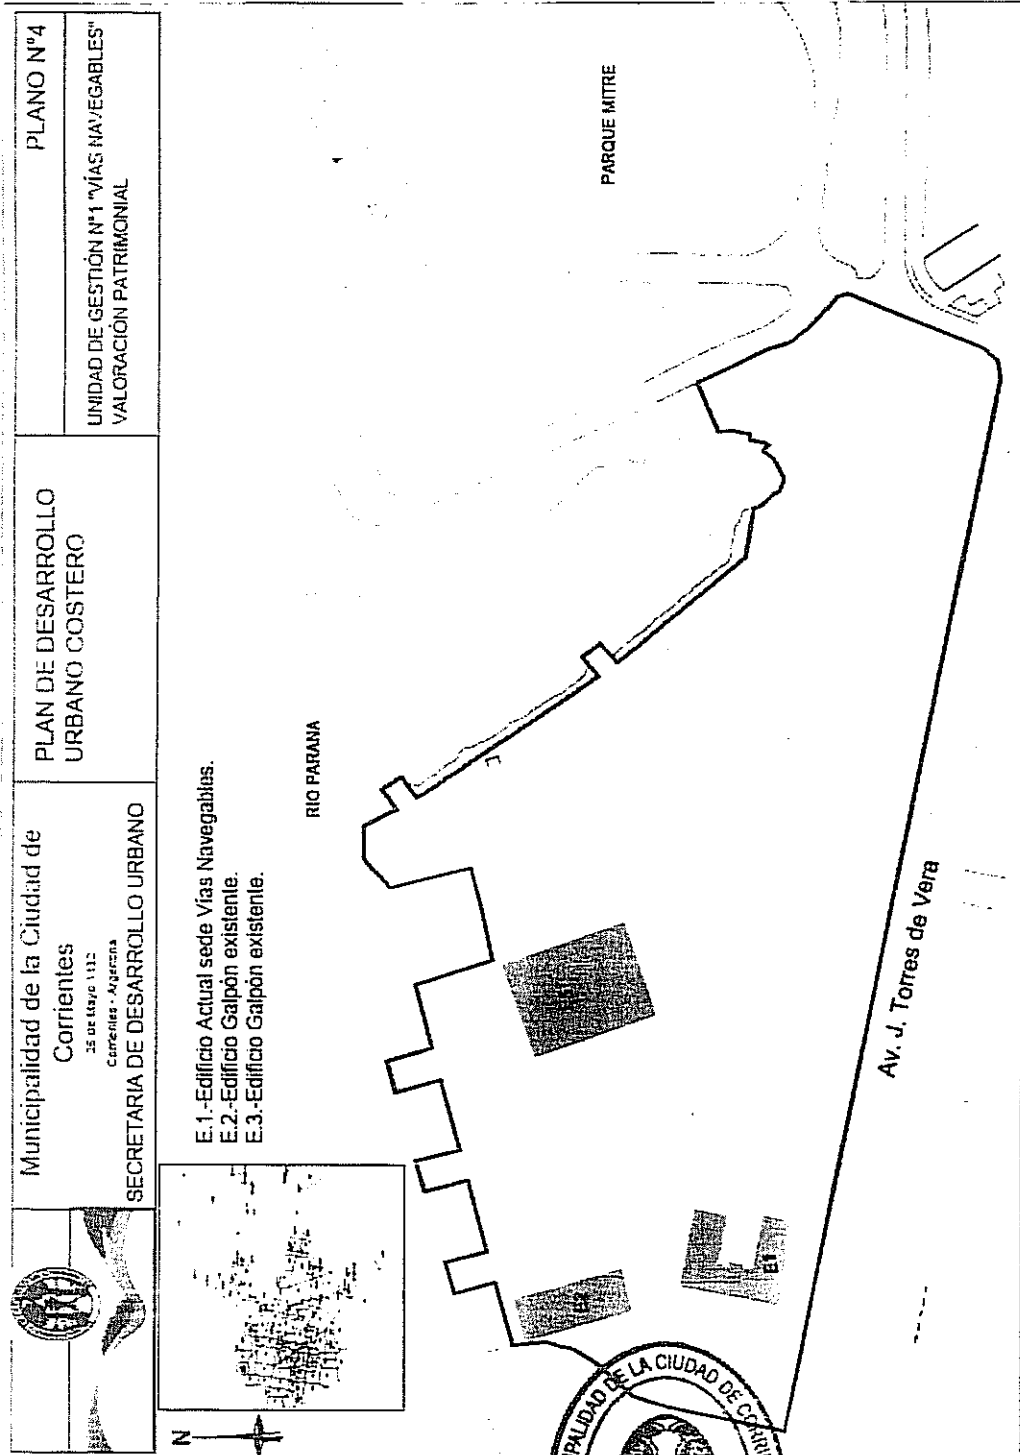 Municipalidad de la Ciudad de
Corrientes
25 de Mayo 1132
Corrientes - Argentina
SECRETARIA DE DESARROLLO URBANO
PLAN DE DESARROLLO
URBANO COSTERO
PLANO N°4
UNIDAD DE GESTIÓN N°1 "VÍAS NAVEGABLES"
VALORACIÓN PATRIMONIAL
N
E.1.-Edificio Actual sede Vías Navegables.
E.2.-Edificio Galpón existente.
E.3.-Edificio Galpón existente.
RIO PARANA
PARQUE MITRE
E2
E1
Av. J. Torres de Vera
PALIDAD DE LA CIUDAD DE CORRI